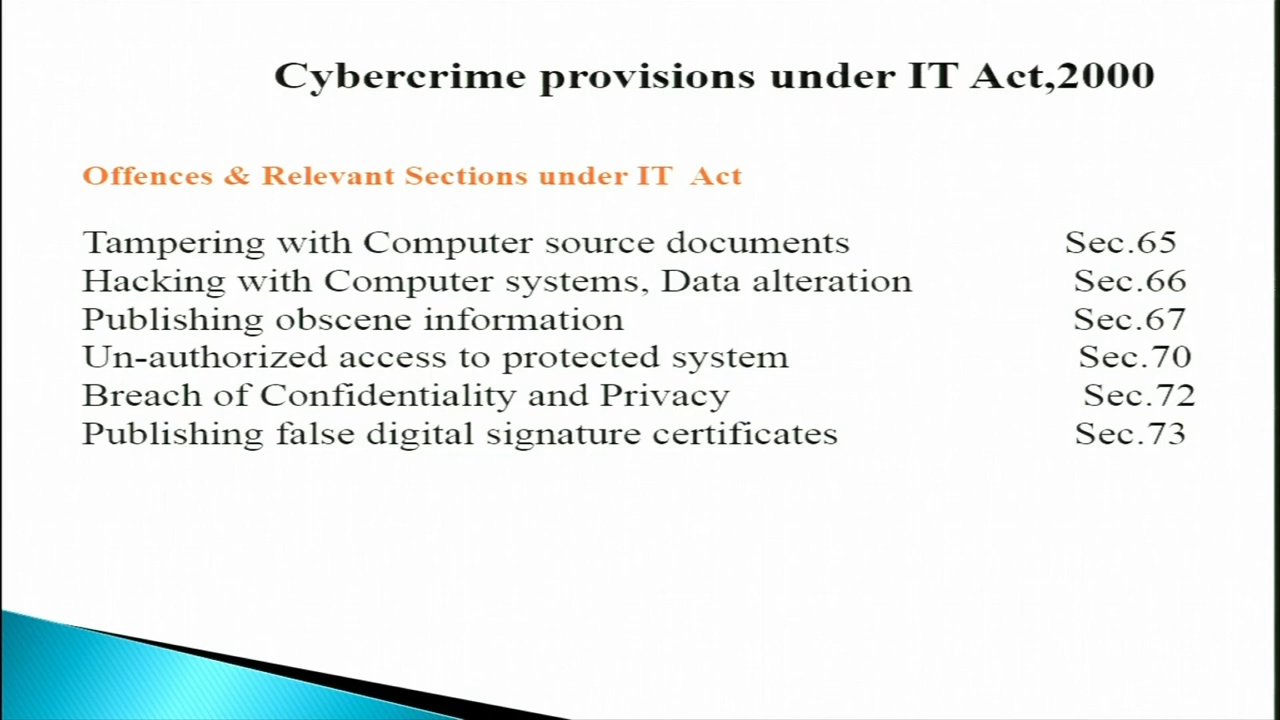 Cybercrime provisions under IT Act,2000
Offences & Relevant Sections under IT Act
Tampering with Computer source documents Sec.65
Hacking with Computer systems, Data alteration Sec.66
Publishing obscene information Sec.67
Un-authorized access to protected system Sec.70
Breach of Confidentiality and Privacy Sec.72
Publishing false digital signature certificates Sec.73